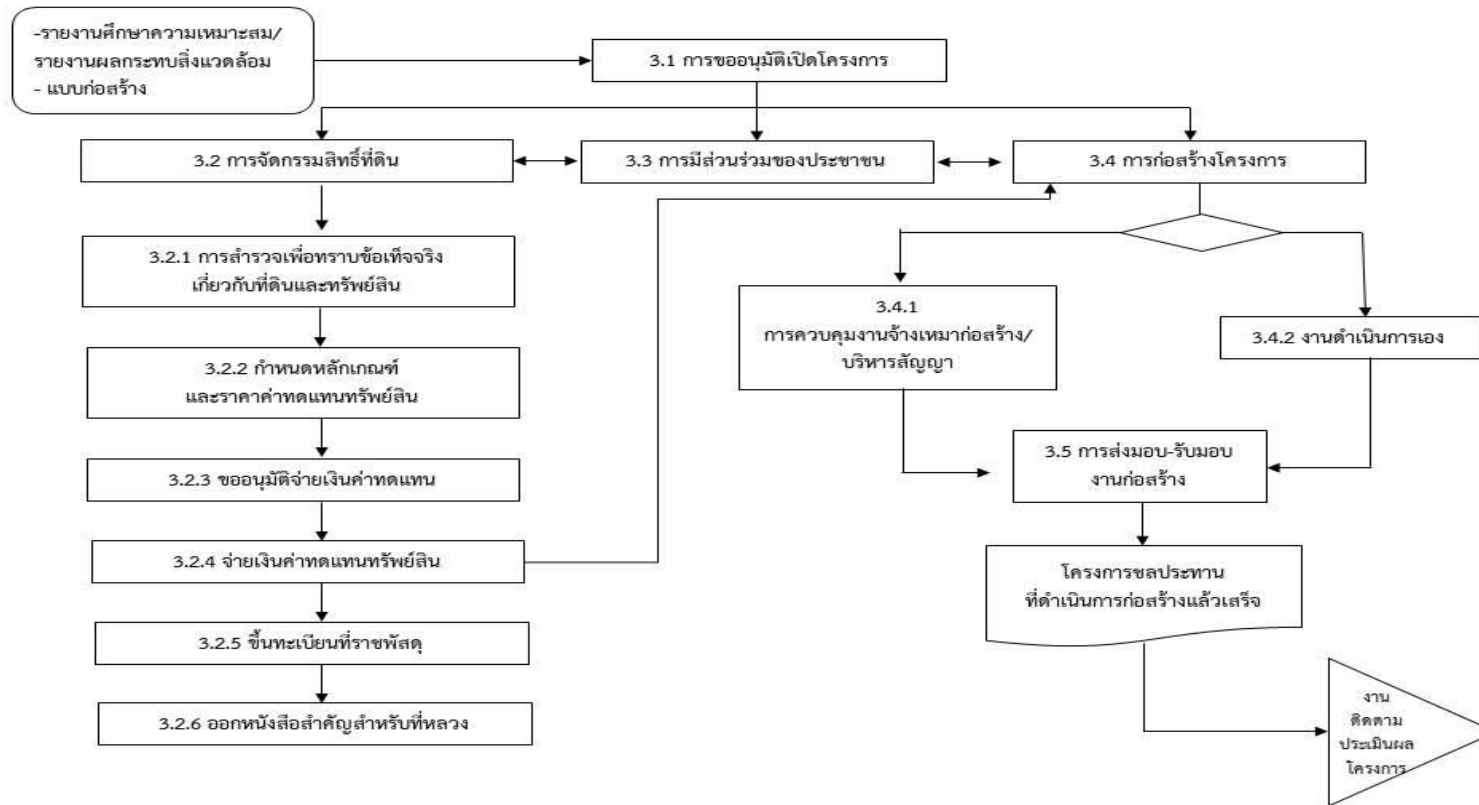 -รายงานศึกษาความเหมาะสม/
รายงานผลกระทบสิ่งแวดล้อม
- แบบก่อสร้าง
3.1 การขออนุมัติเปิดโครงการ
3.2 การจัดกรรมสิทธิ์ที่ดิน
3.3 การมีส่วนร่วมของประชาชน
3.4 การก่อสร้างโครงการ
3.2.1 การสำรวจเพื่อทราบข้อเท็จจริง
เกี่ยวกับที่ดินและทรัพย์สิน
3.2.2 กำหนดหลักเกณฑ์
และราคาค่าทดแทนทรัพย์สิน
3.2.3 ขออนุมัติจ่ายเงินค่าทดแทน
3.2.4 จ่ายเงินค่าทดแทนทรัพย์สิน
3.2.5 ขึ้นทะเบียนที่ราชพัสดุ
3.2.6 ออกหนังสือสำคัญสำหรับที่หลวง
3.4.1
การควบคุมงานจ้างเหมาก่อสร้าง/
บริหารสัญญา
3.4.2 งานดำเนินการเอง
3.5 การส่งมอบ-รับมอบ
งานก่อสร้าง
โครงการชลประทาน
ที่ดำเนินการก่อสร้างแล้วเสร็จ
งาน
ติดตาม
ประเมินผล
โครงการ